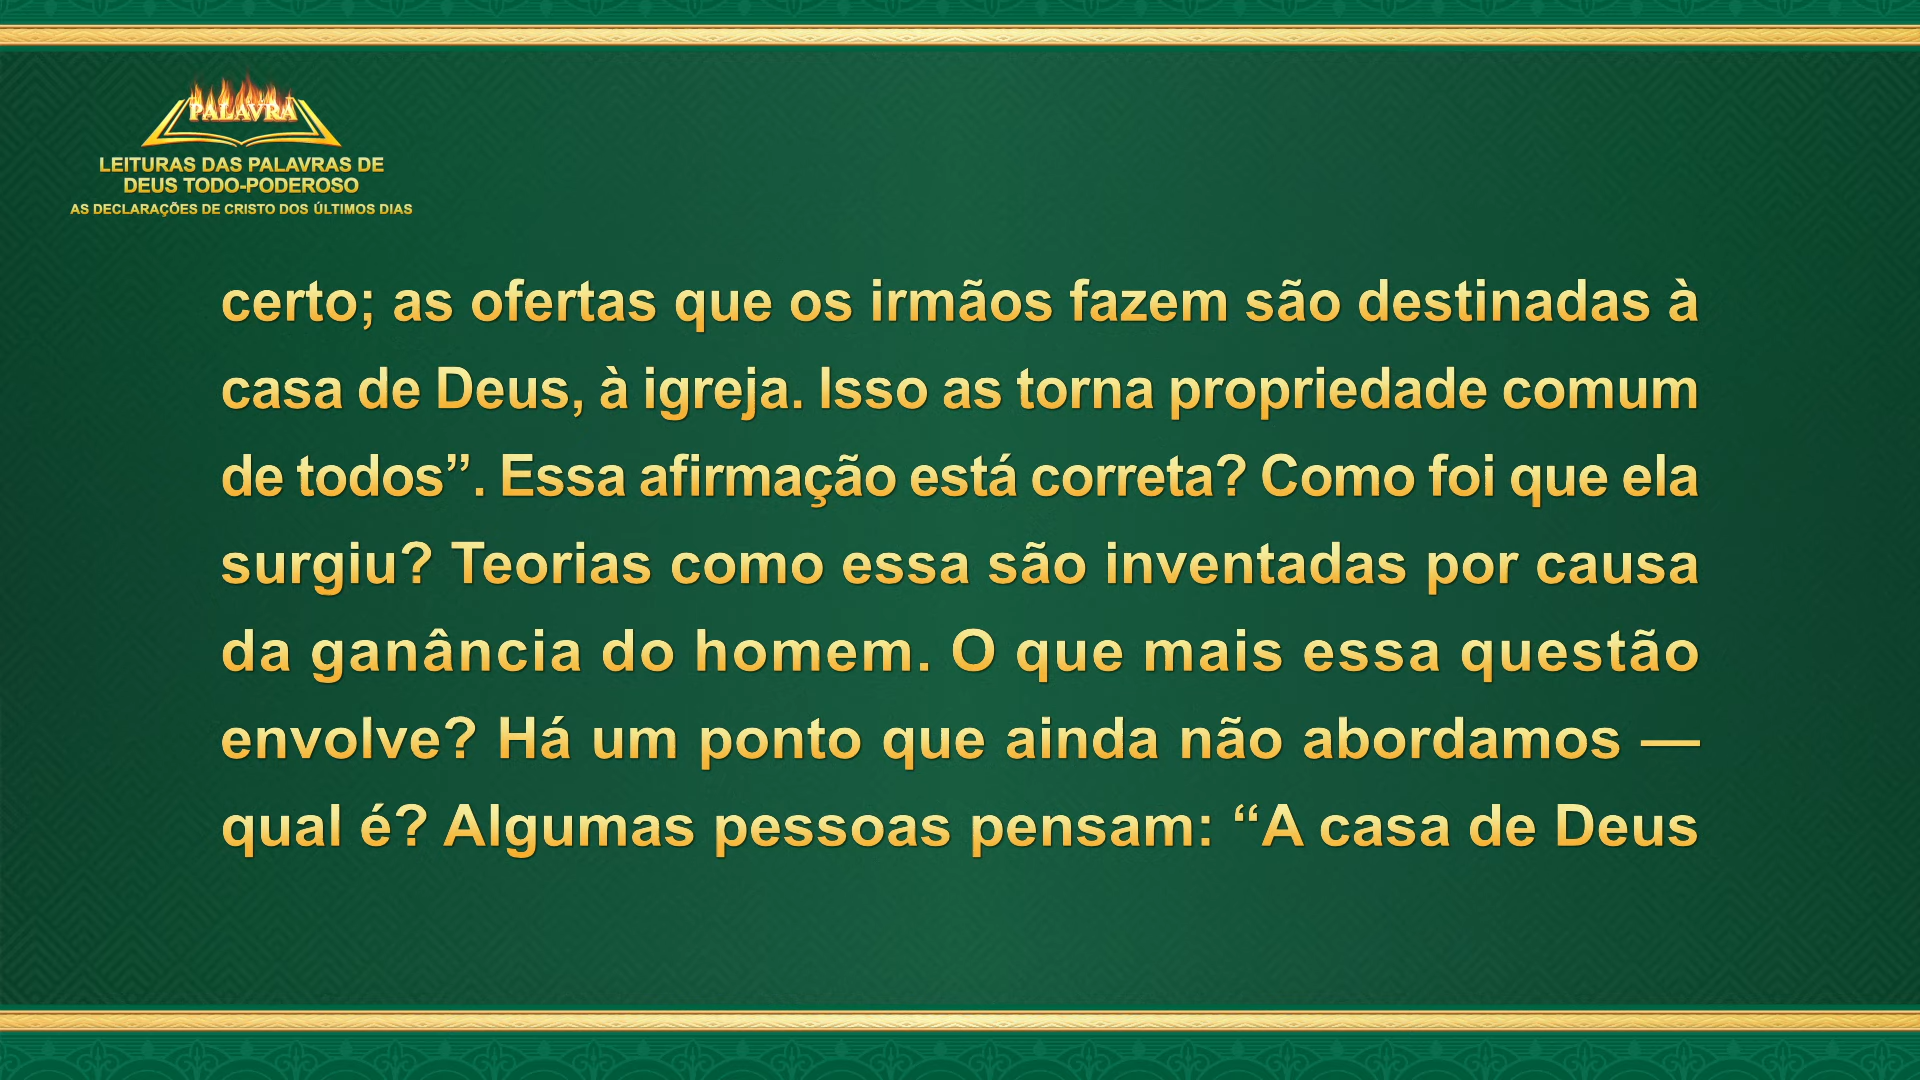 PALAVRA
LEITURAS DAS PALAVRAS DE
DEUS TODO-PODEROSO
AS DECLARAÇÕES DE CRISTO DOS ÚLTIMOS DIAS
certo; as ofertas que os irmãos fazem são destinadas à
casa de Deus, à igreja. Isso as torna propriedade comum
de todos”. Essa afirmação está correta? Como foi que ela
surgiu? Teorias como essa são inventadas por causa
da ganância do homem. O que mais essa questão
envolve? Há um ponto que ainda não abordamos —
qual é? Algumas pessoas pensam: “A casa de Deus